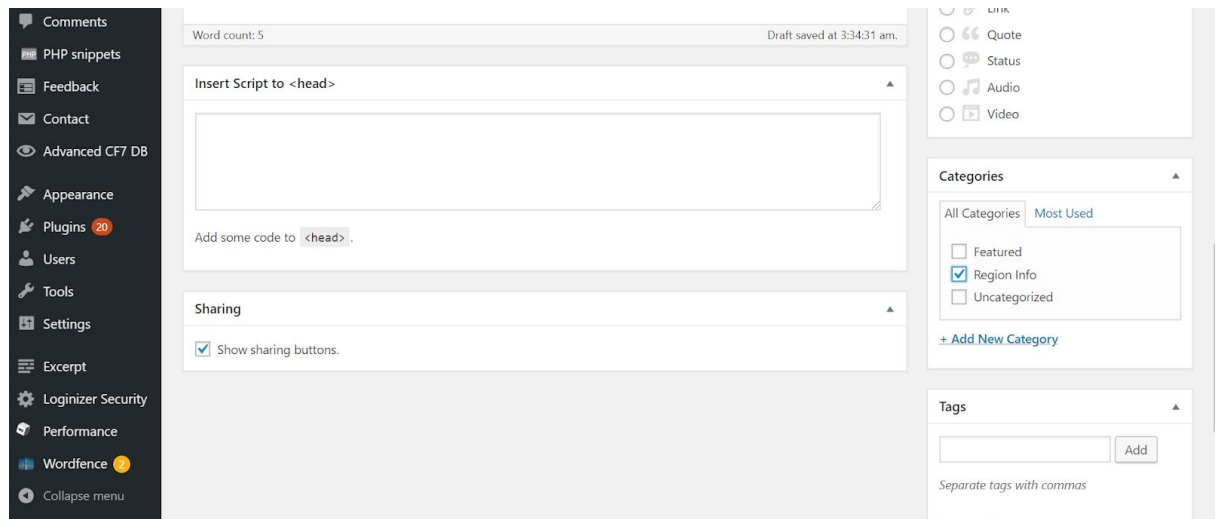 Comments
PHP PHP snippets
Feedback
Contact
Advanced CF7 DB
Appearance
Plugins 20
Users
Tools
Settings
Excerpt
Loginizer Security
Performance
Wordfence 2
Collapse menu
Word count: 5 Draft saved at 3:34:31 am.
Insert Script to <head>
Add some code to <head> .
Sharing
Show sharing buttons.
Link
Quote
Status
Audio
Video
Categories
All Categories Most Used
Featured
Region Info
Uncategorized
+ Add New Category
Tags
Add
Separate tags with commas